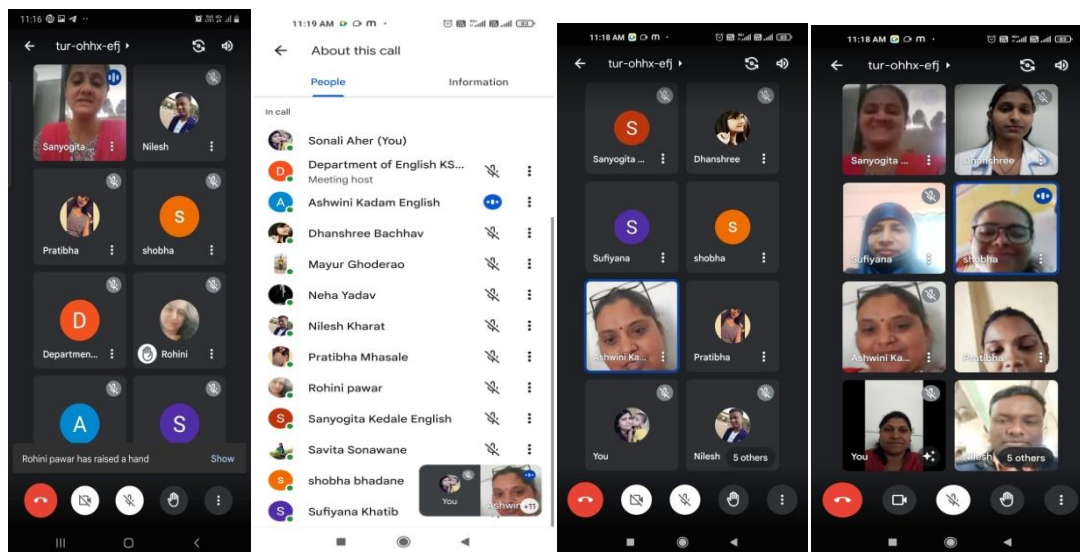 11:16
tur-ohhx-efj
Sanyogita ...
Nilesh
Pratibha
S
shobha
D
Departmen...
Rohini
A
S
Rohini pawar has raised a hand
Show
11:19 AM
About this call
People
Information
In call
Sonali Aher (You)
D
Department of English KS...
Meeting host
A
Ashwini Kadam English
Dhanshree Bachhav
Mayur Ghoderao
Neha Yadav
Nilesh Kharat
Pratibha Mhasale
Rohini pawar
S
Sanyogita Kedale English
Savita Sonawane
S
shobha bhadane
S
Sufiyana Khatib
You
Ashwin
+11
11:18 AM
tur-ohhx-efj
S
Sanyogita ...
Dhanshree
S
Sufiyana
S
shobha
Ashwini Ka...
Pratibha
You
Nilesh
5 others
11:18 AM
tur-ohhx-efj
Sanyogita ...
Dhanshree
Sufiyana
shobha
Ashwini Ka...
Pratibha
You
Nilesh
5 others